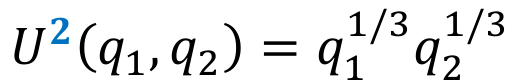 U²(q₁, q₂) = q₁^{1/3} q₂^{1/3}